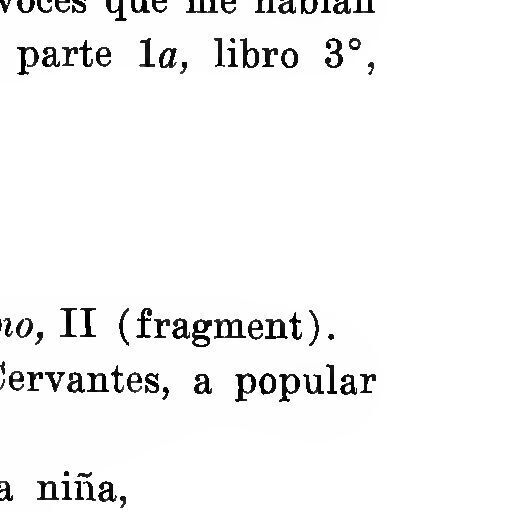 voces que me habían
parte 1a, libro 3°,
no, II (fragment).
Cervantes, a popular
a niña,